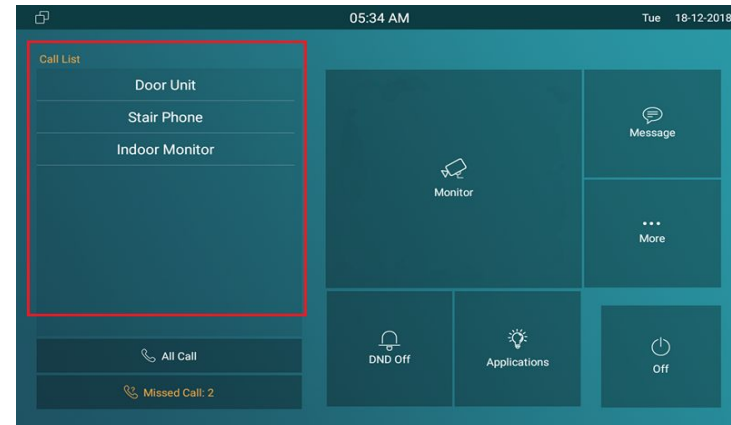 05:34 AM
Tue 18-12-2018
Call List
Door Unit
Stair Phone
Indoor Monitor
Monitor
Message
More
DND Off
Applications
Off
All Call
Missed Call: 2